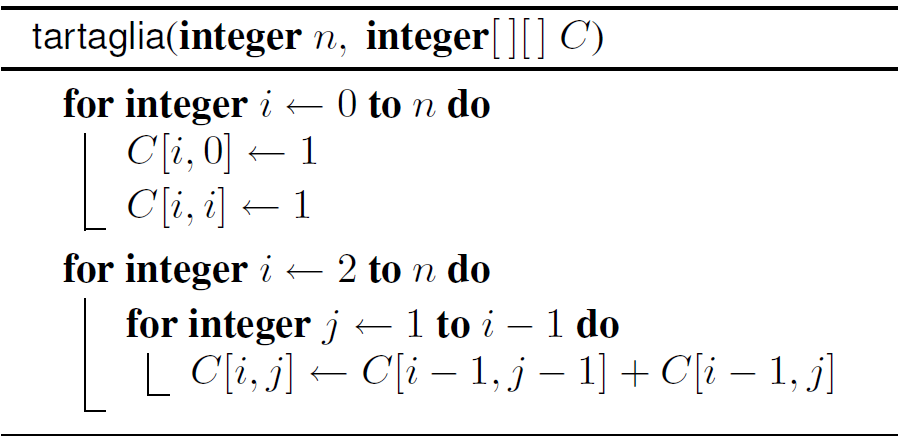 tartaglia(integer n, integer[ ][ ] C)
for integer i ← 0 to n do
C[i, 0] ← 1
C[i, i] ← 1
for integer i ← 2 to n do
for integer j ← 1 to i − 1 do
C[i, j] ← C[i − 1, j − 1] + C[i − 1, j]